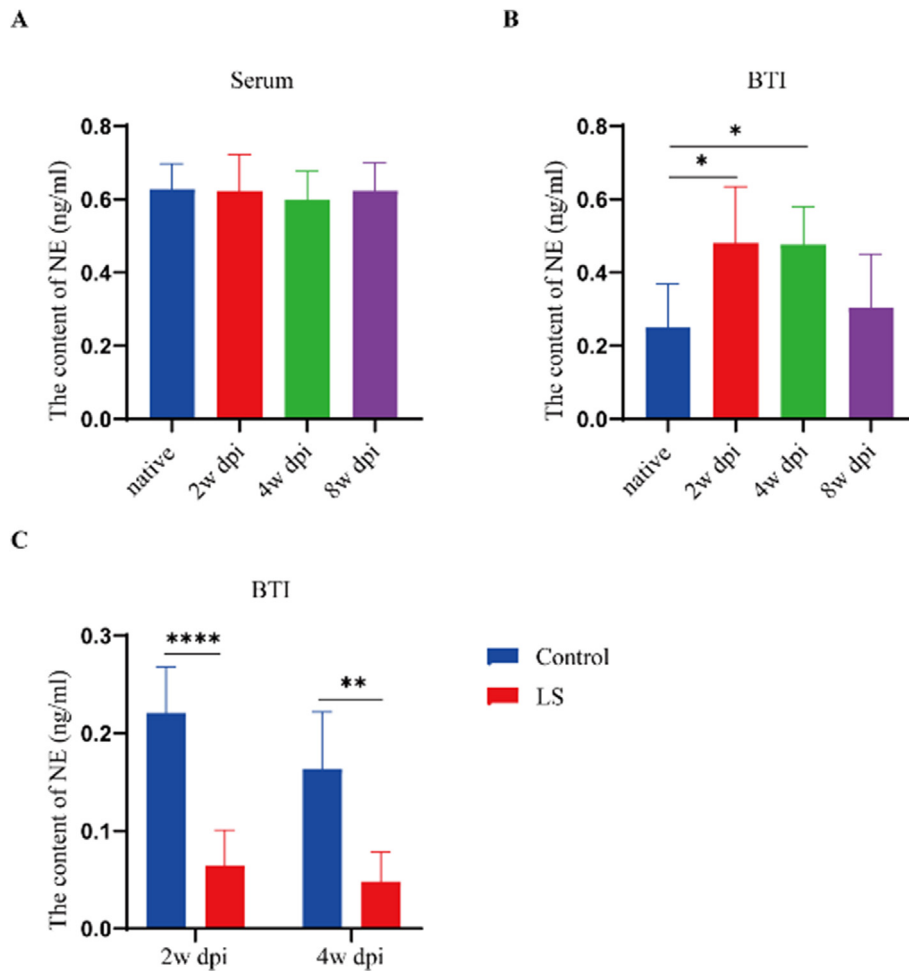 A
Serum
The content of NE (ng/ml)
0.8
0.6
0.4
0.2
0.0
native
2w dpi
4w dpi
8w dpi
B
BTI
The content of NE (ng/ml)
0.8
0.6
0.4
0.2
0.0
*
*
native
2w dpi
4w dpi
8w dpi
C
BTI
The content of NE (ng/ml)
0.3
0.2
0.1
0.0
****
**
2w dpi
4w dpi
Control
LS